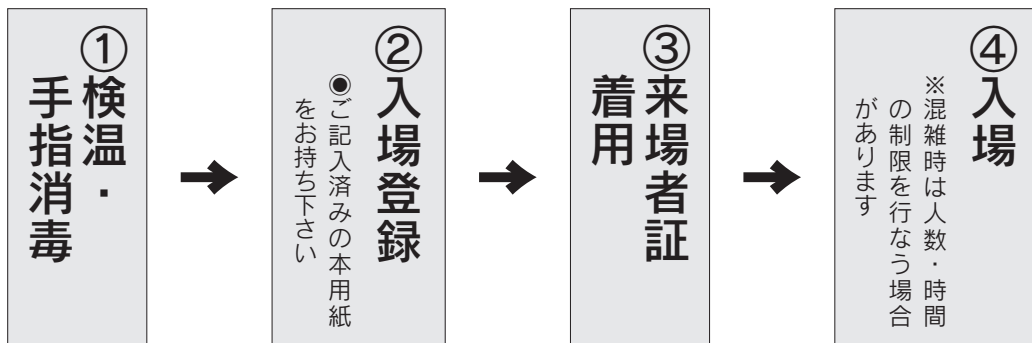 ①検温・
手指消毒
②入場登録
◉ご記入済みの本用紙
をお持ち下さい
③来場者証
着用
④入場
※混雑時は人数・時間
の制限を行なう場合
があります